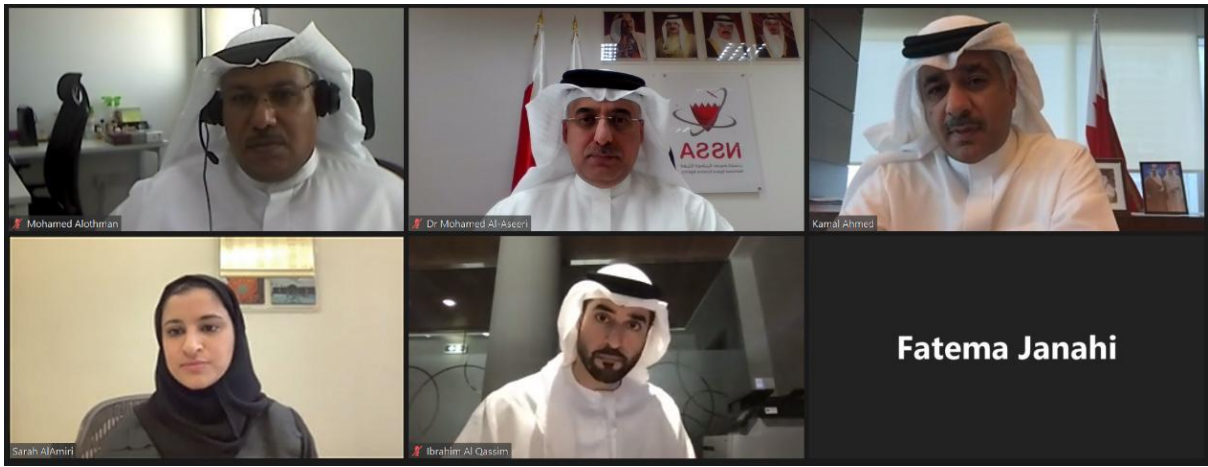 Mohamed Alothman
Dr Mohamed Al-Aseeri
NSSA
Kamal Ahmed
Sarah AlAmiri
Ibrahim Al Qassim
Fatema Janahi